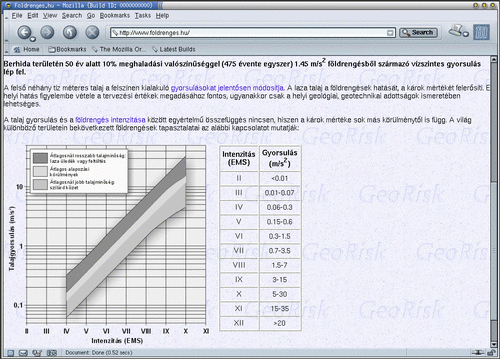 Foldrenges.hu - Mozilla {Build ID: 0000000000}
File Edit View Search Go Bookmarks Tasks Help
http://www.foldrenges.hu/
Search
Home Bookmarks The Mozilla Or... Latest Builds
Berhida területén 50 év alatt 10% meghaladási valószínűséggel (475 évente egyszer) 1.45 m/s² földrengésből származó vízszintes gyorsulás
lép fel.
A felső néhány tíz méteres talaj a felszínen kialakuló gyorsulásokat jelentősen módosítja. A laza talaj a földrengések hatását, a károk mértékét felerősíti. E
helyi hatás figyelembe vétele a tervezési értékek megadásához fontos, ugyanakkor csak a helyi geológiai, geotechnikai adottságok ismeretében
lehetséges.
A talaj gyorsulás és a földrengés intenzitása között egyértelmű összefüggés nincsen, hiszen a károk mértéke sok más körülménytől is függ. A világ
különböző területein bekövetkezett földrengések tapasztalatai az alábbi kapcsolatot mutatják:
Átlagosnál rosszabb talajminőség:
laza üledék vagy feltöltés
Átlagos alapozási
körülmények
Átlagosnál jobb talajminőség:
szilárd kőzet
Talajgyorsulás (m/s²)
10
1
0.1
II III IV V VI VII VIII IX X XI XII
Intenzitás (EMS)
Intenzitás (EMS) Gyorsulás (m/s²)
II <0.01
III 0.01-0.07
IV 0.06-0.3
V 0.15-0.6
VI 0.3-1.5
VII 0.7-3.5
VIII 1.5-7
IX 3-15
X 5-30
XI 15-35
XII >20
GeoRisk
Document: Done (0.52 secs)